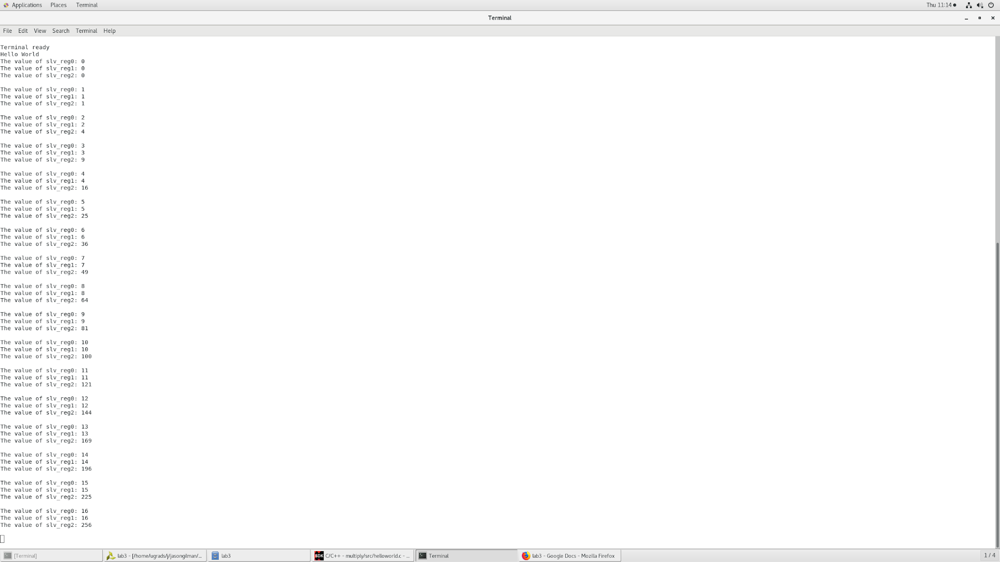 Applications Places Terminal Thu 11:14
Terminal
File Edit View Search Terminal Help
Terminal ready
Hello World
The value of slv_reg0: 0
The value of slv_reg1: 0
The value of slv_reg2: 0
The value of slv_reg0: 1
The value of slv_reg1: 1
The value of slv_reg2: 1
The value of slv_reg0: 2
The value of slv_reg1: 2
The value of slv_reg2: 4
The value of slv_reg0: 3
The value of slv_reg1: 3
The value of slv_reg2: 9
The value of slv_reg0: 4
The value of slv_reg1: 4
The value of slv_reg2: 16
The value of slv_reg0: 5
The value of slv_reg1: 5
The value of slv_reg2: 25
The value of slv_reg0: 6
The value of slv_reg1: 6
The value of slv_reg2: 36
The value of slv_reg0: 7
The value of slv_reg1: 7
The value of slv_reg2: 49
The value of slv_reg0: 8
The value of slv_reg1: 8
The value of slv_reg2: 64
The value of slv_reg0: 9
The value of slv_reg1: 9
The value of slv_reg2: 81
The value of slv_reg0: 10
The value of slv_reg1: 10
The value of slv_reg2: 100
The value of slv_reg0: 11
The value of slv_reg1: 11
The value of slv_reg2: 121
The value of slv_reg0: 12
The value of slv_reg1: 12
The value of slv_reg2: 144
The value of slv_reg0: 13
The value of slv_reg1: 13
The value of slv_reg2: 169
The value of slv_reg0: 14
The value of slv_reg1: 14
The value of slv_reg2: 196
The value of slv_reg0: 15
The value of slv_reg1: 15
The value of slv_reg2: 225
The value of slv_reg0: 16
The value of slv_reg1: 16
The value of slv_reg2: 256
[Terminal] lab3 - [/home/ugrads/j/jasongilman/... lab3 SDK C/C++ - multiply/src/helloworld.c - ... Terminal lab3 - Google Docs - Mozilla Firefox 1 / 4